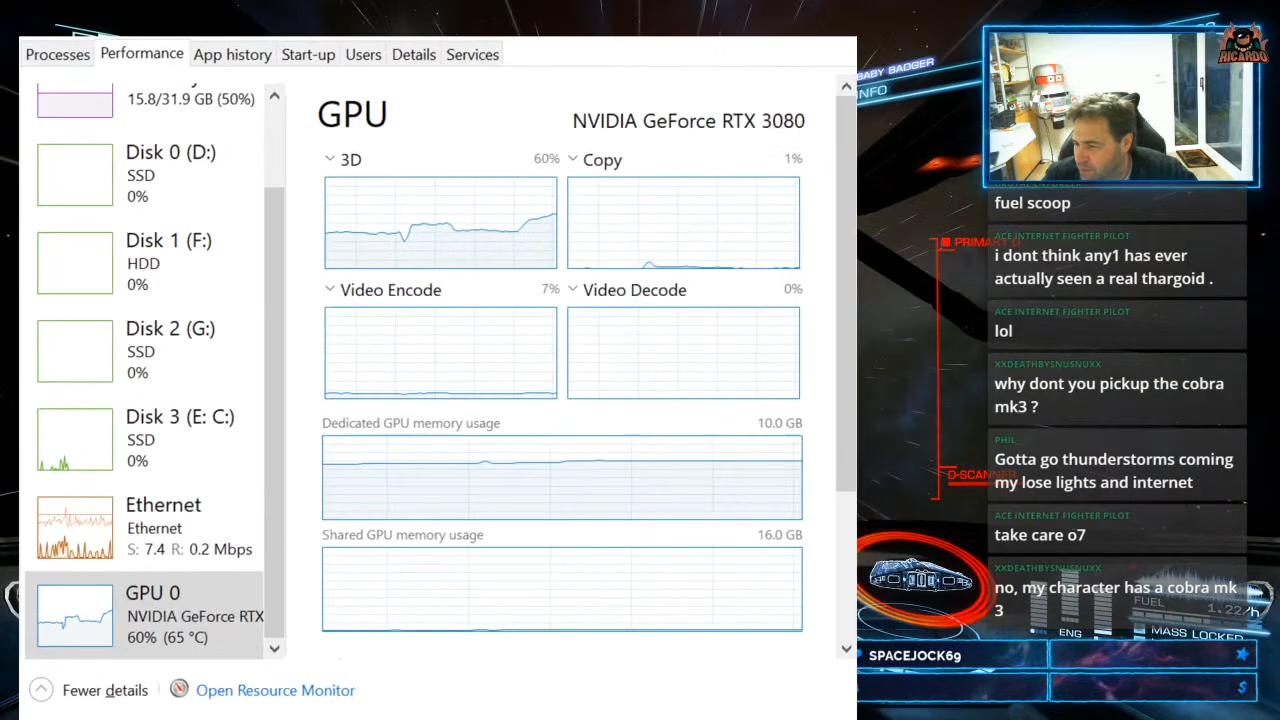 Processes Performance App history Start-up Users Details Services
15.8/31.9 GB (50%)
Disk 0 (D:)
SSD
0%
Disk 1 (F:)
HDD
0%
Disk 2 (G:)
SSD
0%
Disk 3 (E: C:)
SSD
0%
Ethernet
Ethernet
S: 7.4 R: 0.2 Mbps
GPU 0
NVIDIA GeForce RTX
60% (65 °C)
GPU
NVIDIA GeForce RTX 3080
3D 60%
Copy 1%
Video Encode 7%
Video Decode 0%
Dedicated GPU memory usage 10.0 GB
Shared GPU memory usage 16.0 GB
Fewer details
Open Resource Monitor
BABY BADGER
INFO
RICARDO
fuel scoop
ACE INTERNET FIGHTER PILOT
i dont think any1 has ever
actually seen a real thargoid .
ACE INTERNET FIGHTER PILOT
lol
XXDEATHBYSNUSNUXX
why dont you pickup the cobra
mk3 ?
PHIL
Gotta go thunderstorms coming
my lose lights and internet
ACE INTERNET FIGHTER PILOT
take care o7
XXDEATHBYSNUSNUXX
no, my character has a cobra mk
3
D-SCANNER
ENG
FUEL
MASS LOCKED
SPACEJOCK69
$